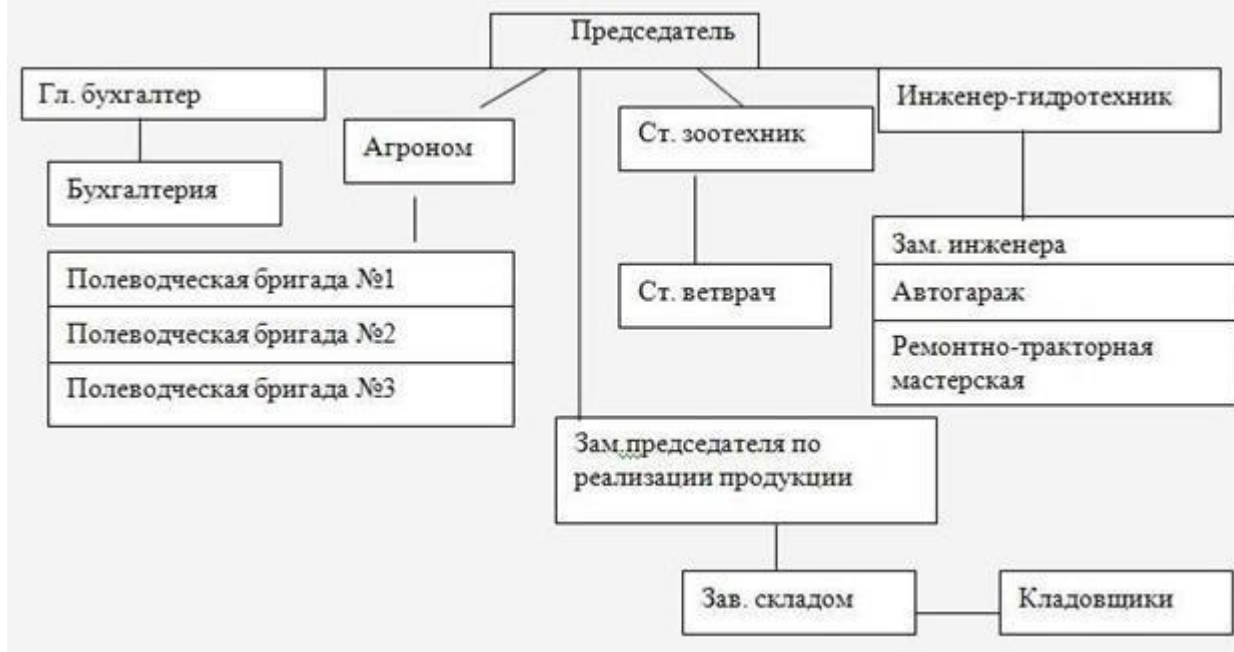 Председатель
Гл. бухгалтер
Инженер-гидротехник
Агроном
Ст. зоотехник
Бухгалтерия
Зам. инженера
Автогараж
Ремонтно-тракторная
мастерская
Полеводческая бригада №1
Полеводческая бригада №2
Полеводческая бригада №3
Ст. ветврач
Зам.председателя по
реализации продукции
Зав. складом
Кладовщики